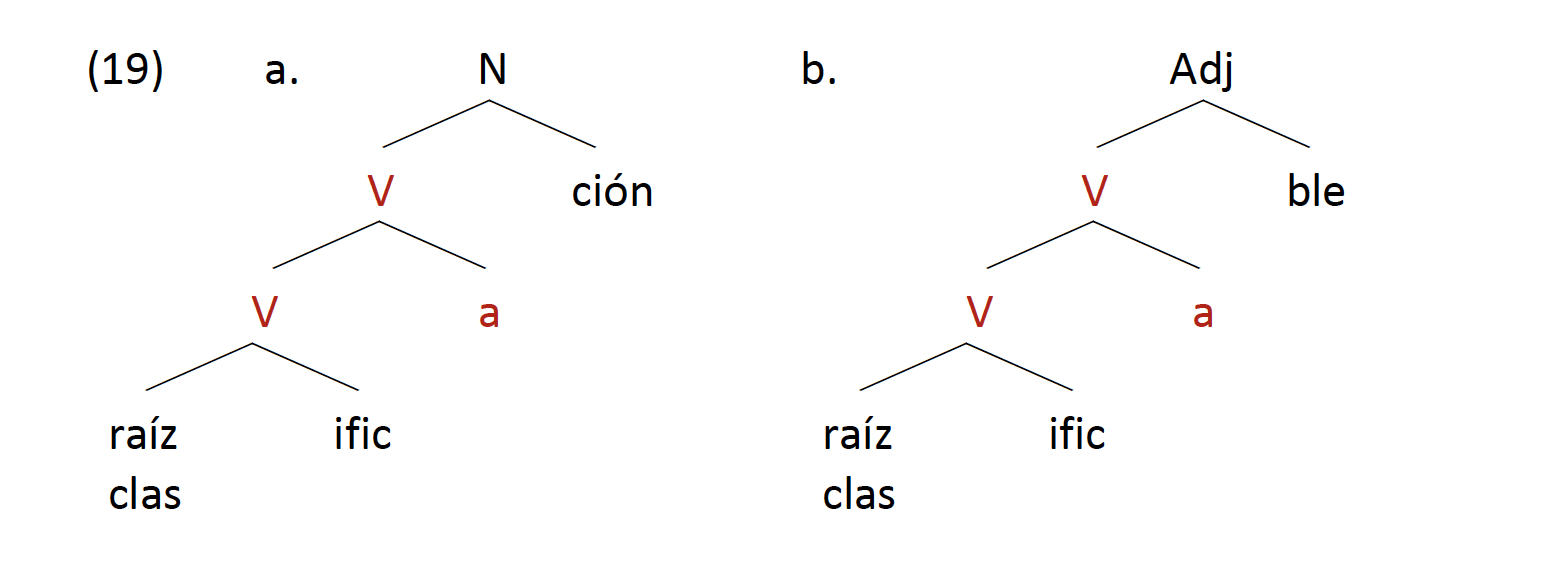 (19) a. N b. Adj
V ción V ble
V a V a
raíz ific raíz ific
clas clas